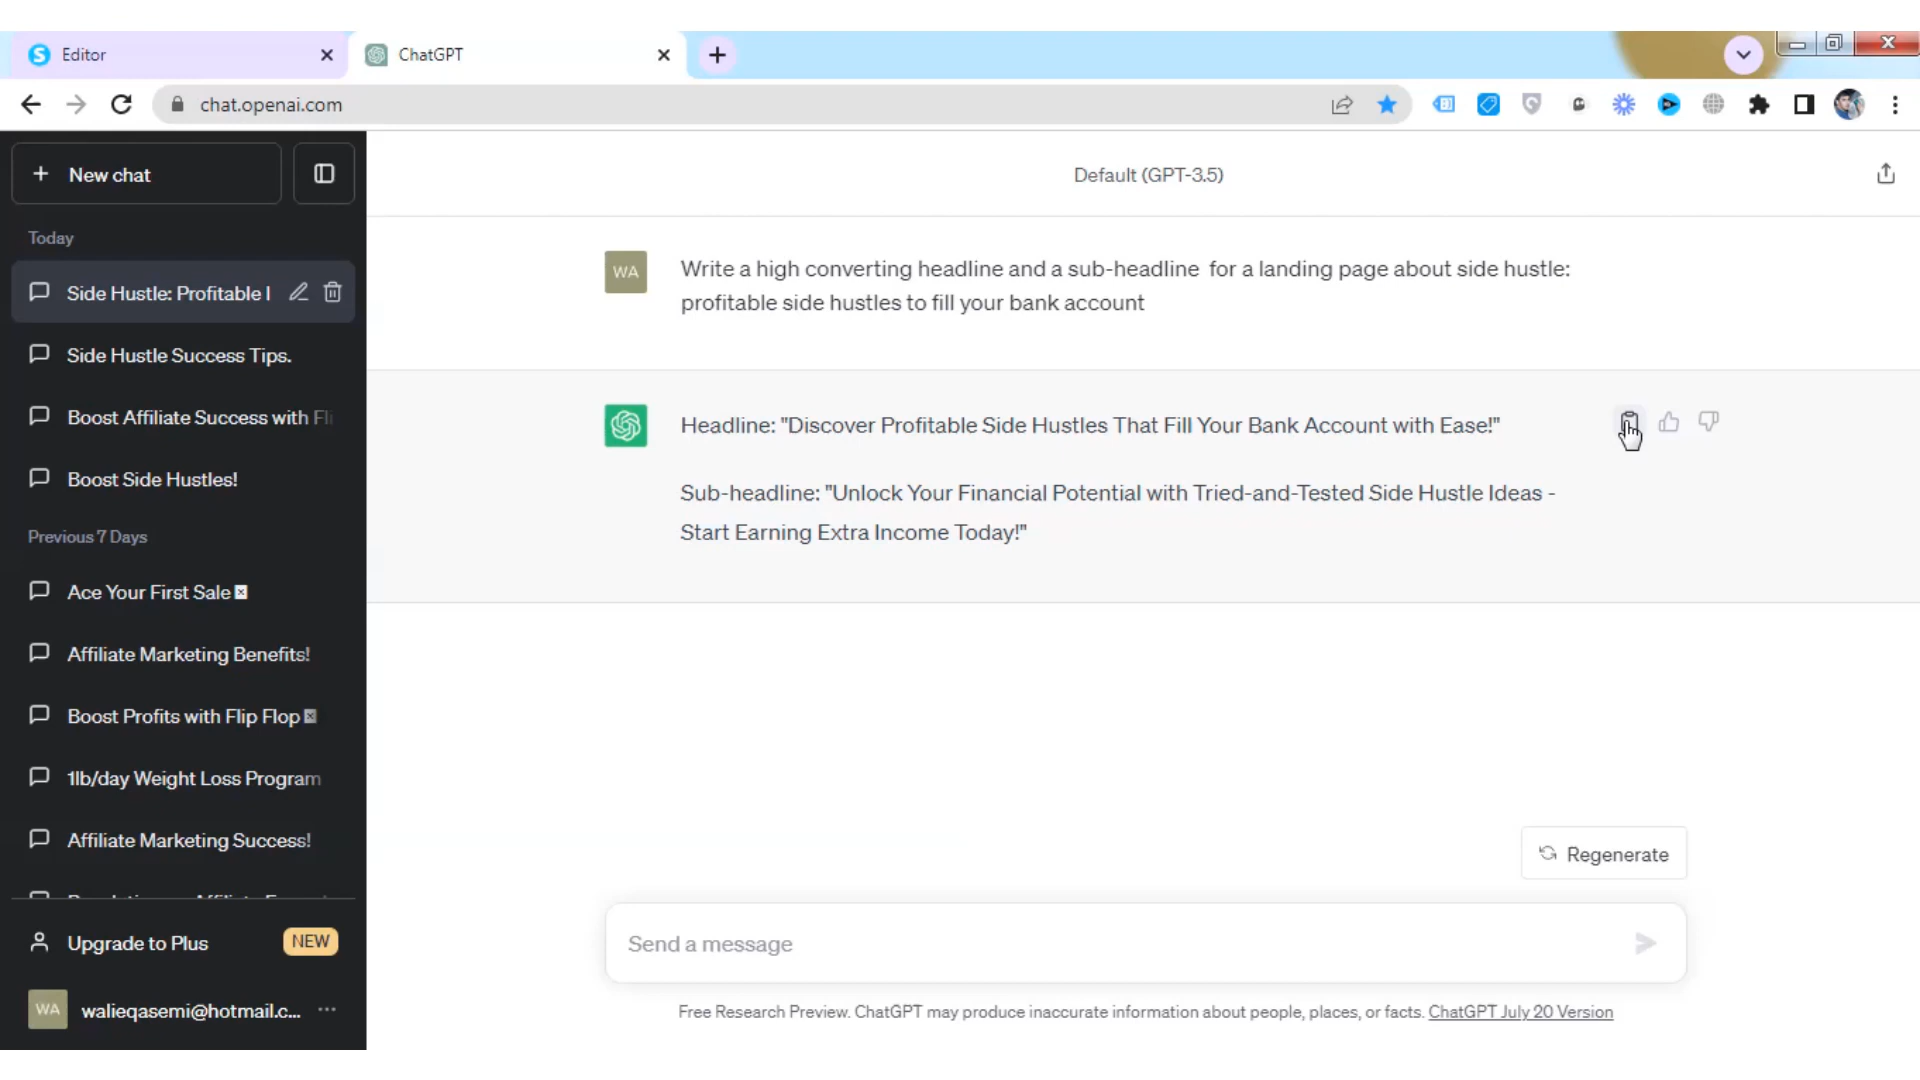 Editor
ChatGPT
chat.openai.com
New chat
Default (GPT-3.5)
Today
Side Hustle: Profitable I
Side Hustle Success Tips.
Boost Affiliate Success with Fli
Boost Side Hustles!
Previous 7 Days
Ace Your First Sale
Affiliate Marketing Benefits!
Boost Profits with Flip Flop
1lb/day Weight Loss Program
Affiliate Marketing Success!
Upgrade to Plus
NEW
WA
walieqasemi@hotmail.c...
WA
Write a high converting headline and a sub-headline for a landing page about side hustle:
profitable side hustles to fill your bank account
Headline: "Discover Profitable Side Hustles That Fill Your Bank Account with Ease!"
Sub-headline: "Unlock Your Financial Potential with Tried-and-Tested Side Hustle Ideas -
Start Earning Extra Income Today!"
Regenerate
Send a message
Free Research Preview. ChatGPT may produce inaccurate information about people, places, or facts. ChatGPT July 20 Version